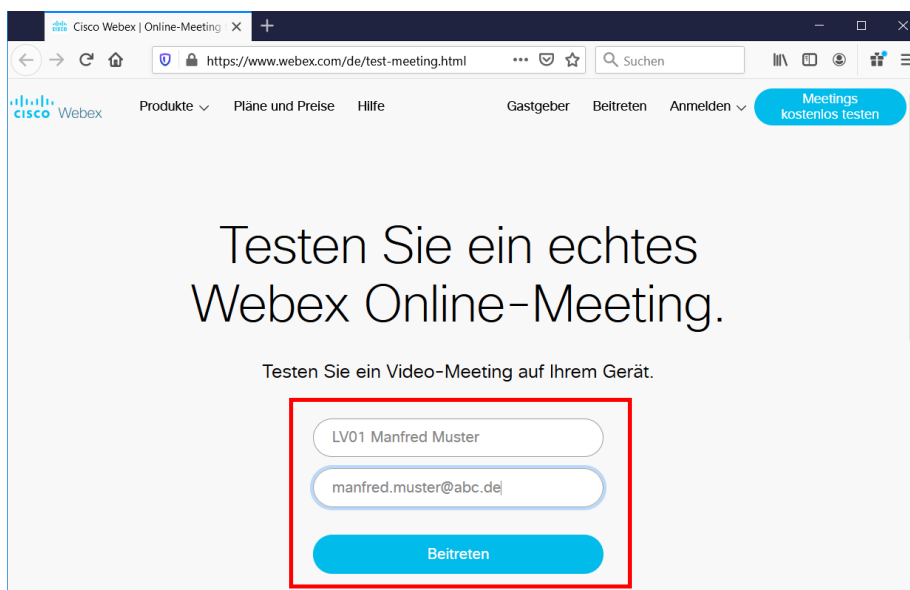 Cisco Webex | Online-Meeting
https://www.webex.com/de/test-meeting.html
Suchen
CISCO Webex
Produkte
Pläne und Preise
Hilfe
Gastgeber
Beitreten
Anmelden
Meetings
kostenlos testen
Testen Sie ein echtes
Webex Online-Meeting.
Testen Sie ein Video-Meeting auf Ihrem Gerät.
LV01 Manfred Muster
manfred.muster@abc.de
Beitreten